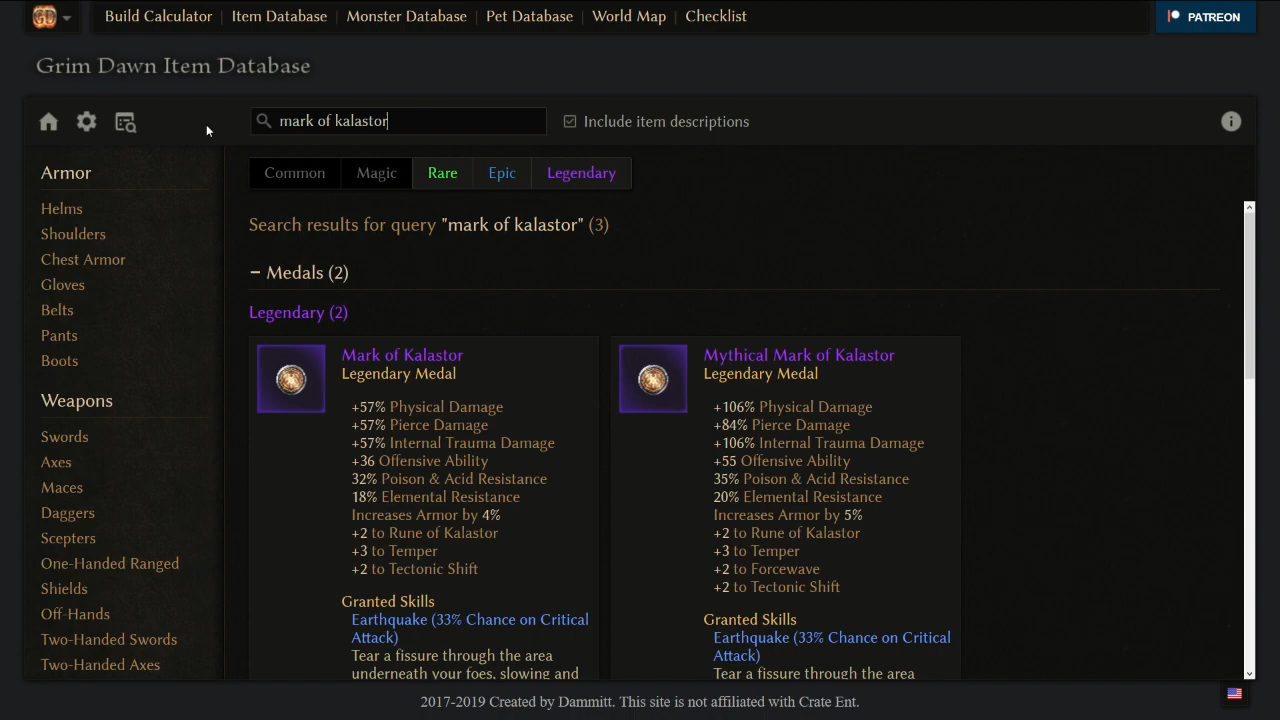 Build Calculator
Item Database
Monster Database
Pet Database
World Map
Checklist
PATREON
Grim Dawn Item Database
mark of kalastor
Include item descriptions
Armor
Helms
Shoulders
Chest Armor
Gloves
Belts
Pants
Boots
Weapons
Swords
Axes
Maces
Daggers
Scepters
One-Handed Ranged
Shields
Off-Hands
Two-Handed Swords
Two-Handed Axes
Common
Magic
Rare
Epic
Legendary
Search results for query "mark of kalastor" (3)
− Medals (2)
Legendary (2)
Mark of Kalastor
Legendary Medal
+57% Physical Damage
+57% Pierce Damage
+57% Internal Trauma Damage
+36 Offensive Ability
32% Poison & Acid Resistance
18% Elemental Resistance
Increases Armor by 4%
+2 to Rune of Kalastor
+3 to Temper
+2 to Tectonic Shift
Granted Skills
Earthquake (33% Chance on Critical
Attack)
Tear a fissure through the area
underneath your foes, slowing and
Mythical Mark of Kalastor
Legendary Medal
+106% Physical Damage
+84% Pierce Damage
+106% Internal Trauma Damage
+55 Offensive Ability
35% Poison & Acid Resistance
20% Elemental Resistance
Increases Armor by 5%
+2 to Rune of Kalastor
+3 to Temper
+2 to Forcewave
+2 to Tectonic Shift
Granted Skills
Earthquake (33% Chance on Critical
Attack)
Tear a fissure through the area
2017-2019 Created by Dammitt. This site is not affiliated with Crate Ent.